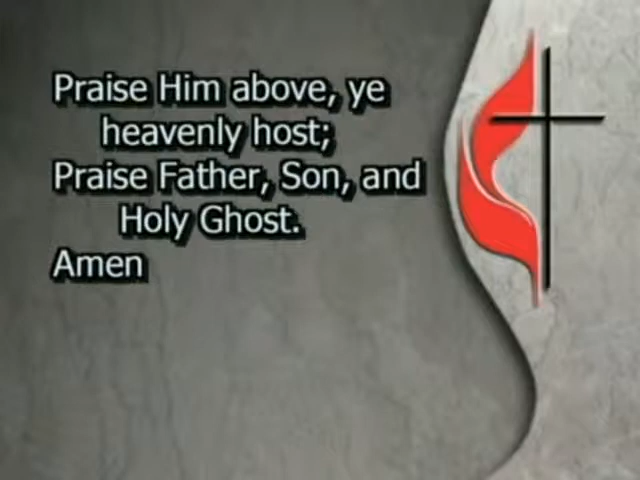 Praise Him above, ye
heavenly host;
Praise Father, Son, and
Holy Ghost.
Amen